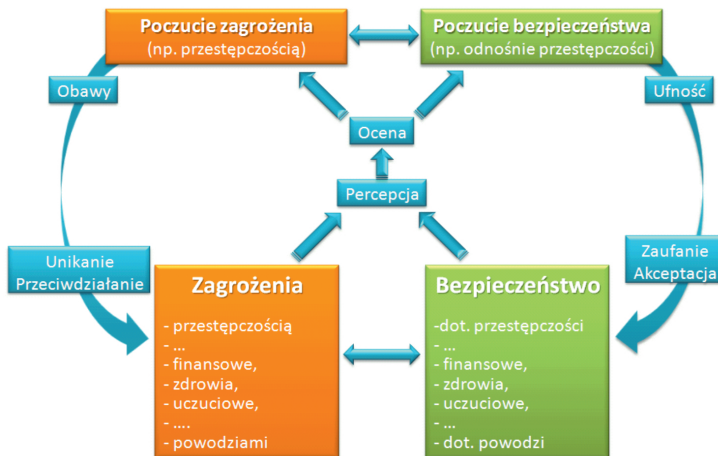 Poczucie zagrożenia
(np. przestępczością)
Poczucie bezpieczeństwa
(np. odnośnie przestępczości)
Obawy
Ufność
Ocena
Percepcja
Unikanie
Przeciwdziałanie
Zaufanie
Akceptacja
Zagrożenia
- przestępczością
- ...
- finansowe,
- zdrowia,
- uczuciowe,
- ....
- powodziami
Bezpieczeństwo
-dot. przestępczości
- ...
- finansowe,
- zdrowia,
- uczuciowe,
- ...
- dot. powodzi